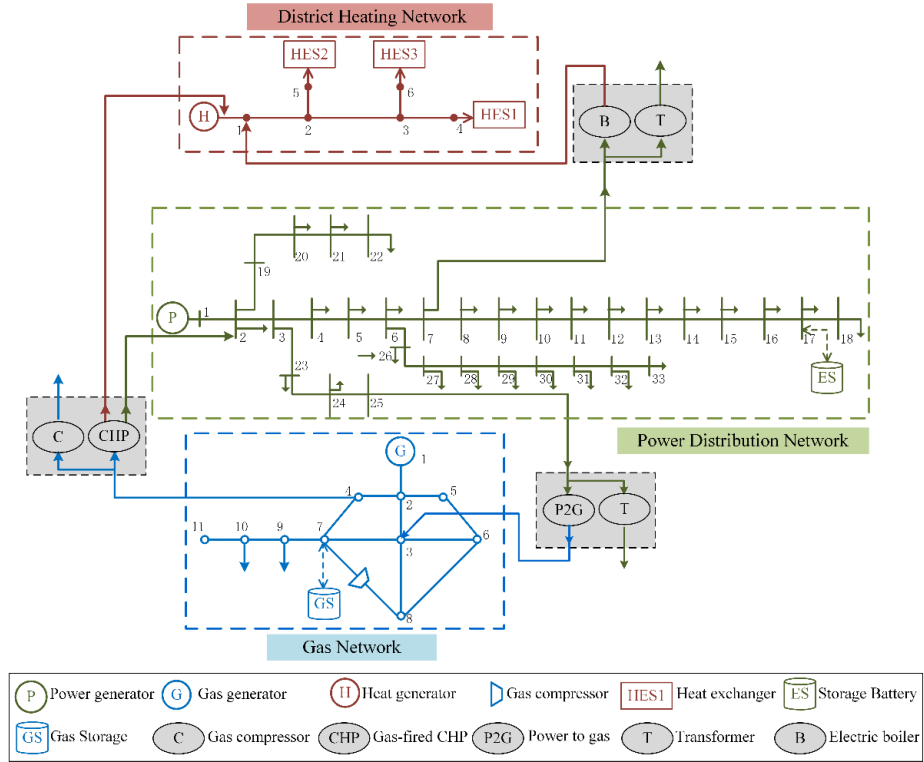 District Heating Network
HES2 HES3
5 6
H HES1
1 2 3 4
B T
20 21 22
19
P 1
2 3 4 5 6 7 8 9 10 11 12 13 14 15 16 17 18
26
23 ES
27 28 29 30 31 32 33
24 25
C CHP
Power Distribution Network
G 1
4 2 5
P2G T
11 10 9 7 3 6
GS
8
Gas Network
P Power generator G Gas generator H Heat generator Gas compressor HES1 Heat exchanger ES Storage Battery
GS Gas Storage C Gas compressor CHP Gas-fired CHP P2G Power to gas T Transformer B Electric boiler